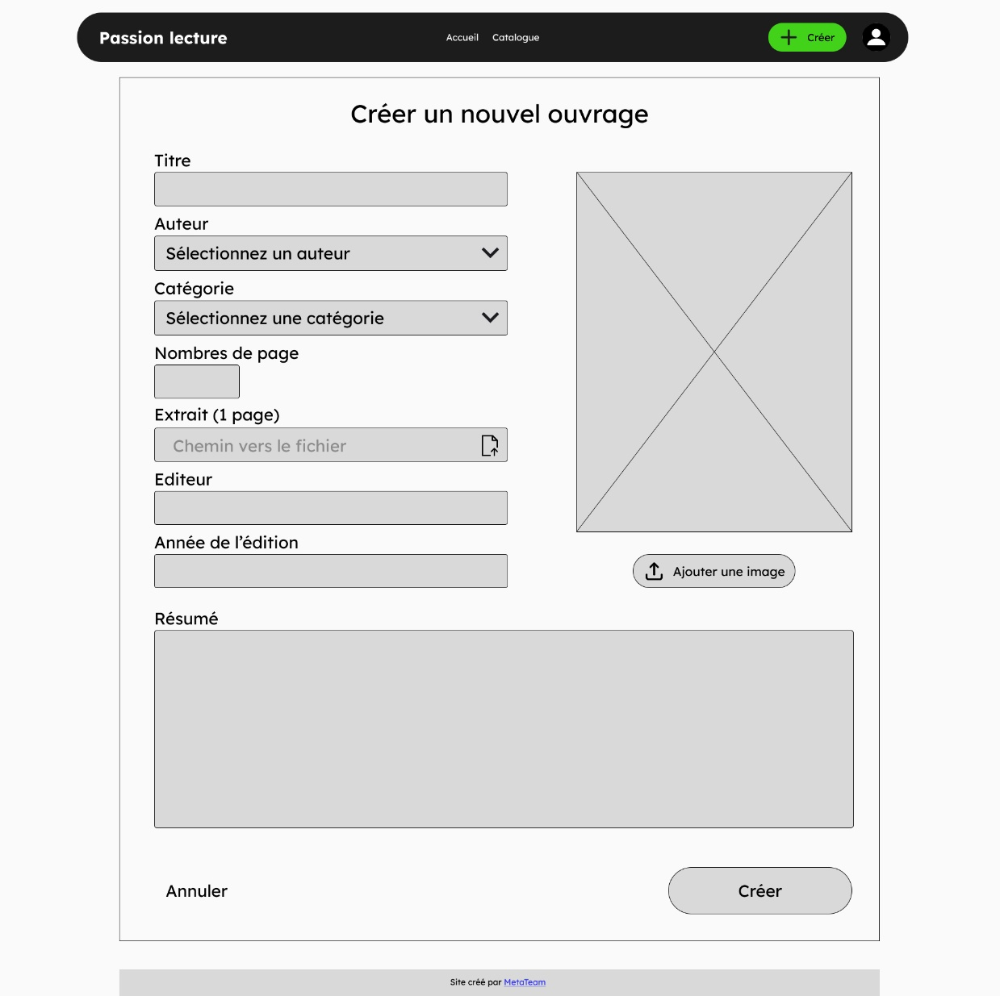 Passion lecture
Accueil Catalogue
Créer
Créer un nouvel ouvrage
Titre
Auteur
Sélectionnez un auteur
Catégorie
Sélectionnez une catégorie
Nombres de page
Extrait (1 page)
Chemin vers le fichier
Editeur
Année de l’édition
Ajouter une image
Résumé
Annuler
Créer
Site créé par MetaTeam